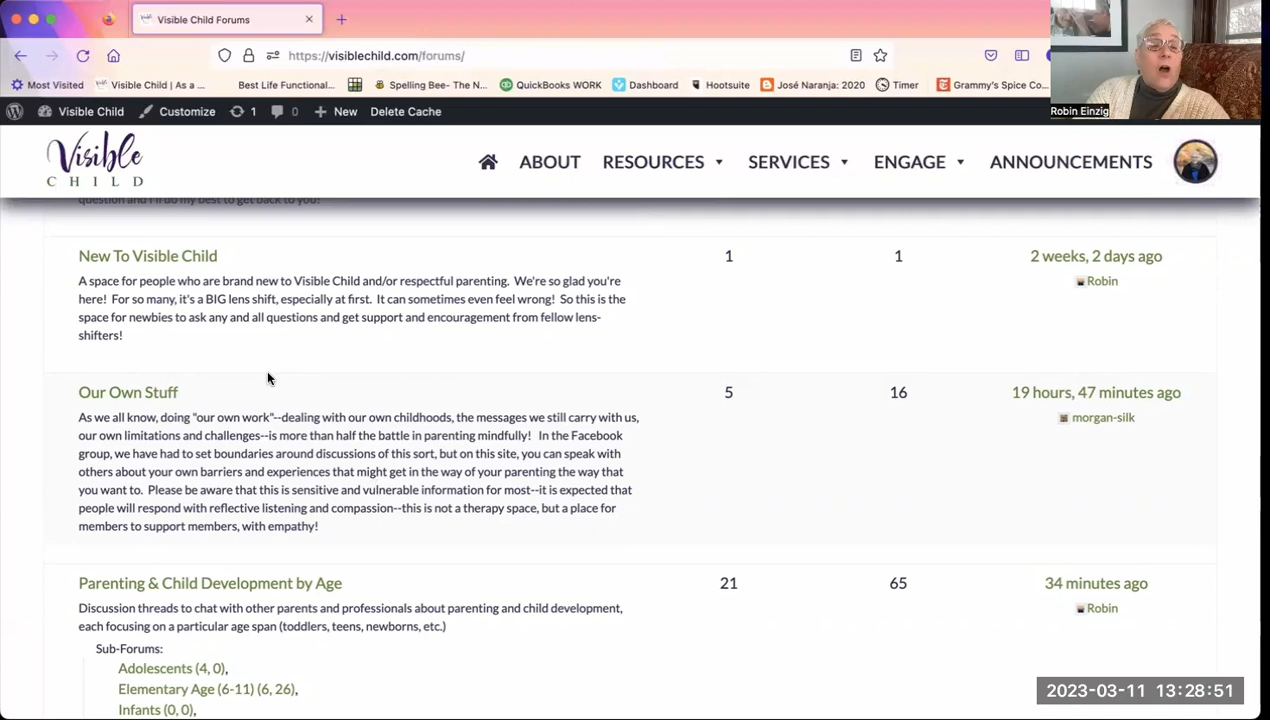 Visible Child Forums
https://visiblechild.com/forums/
Most Visited
Visible Child | As a ...
Best Life Functional...
Spelling Bee- The N...
QuickBooks WORK
Dashboard
Hootsuite
José Naranja: 2020
Timer
Grammy's Spice Co...
Visible Child
Customize
1
0
New
Delete Cache
Robin Einzig
Visible
CHILD
ABOUT
RESOURCES
SERVICES
ENGAGE
ANNOUNCEMENTS
question and I'll do my best to get back to you!
New To Visible Child
1
1
2 weeks, 2 days ago
Robin
A space for people who are brand new to Visible Child and/or respectful parenting. We're so glad you're
here! For so many, it's a BIG lens shift, especially at first. It can sometimes even feel wrong! So this is the
space for newbies to ask any and all questions and get support and encouragement from fellow lens-
shifters!
Our Own Stuff
5
16
19 hours, 47 minutes ago
morgan-silk
As we all know, doing "our own work"--dealing with our own childhoods, the messages we still carry with us,
our own limitations and challenges--is more than half the battle in parenting mindfully! In the Facebook
group, we have had to set boundaries around discussions of this sort, but on this site, you can speak with
others about your own barriers and experiences that might get in the way of your parenting the way that
you want to. Please be aware that this is sensitive and vulnerable information for most--it is expected that
people will respond with reflective listening and compassion--this is not a therapy space, but a place for
members to support members, with empathy!
Parenting & Child Development by Age
21
65
34 minutes ago
Robin
Discussion threads to chat with other parents and professionals about parenting and child development,
each focusing on a particular age span (toddlers, teens, newborns, etc.)
Sub-Forums:
Adolescents (4, 0),
Elementary Age (6-11) (6, 26),
Infants (0, 0),
2023-03-11 13:28:51